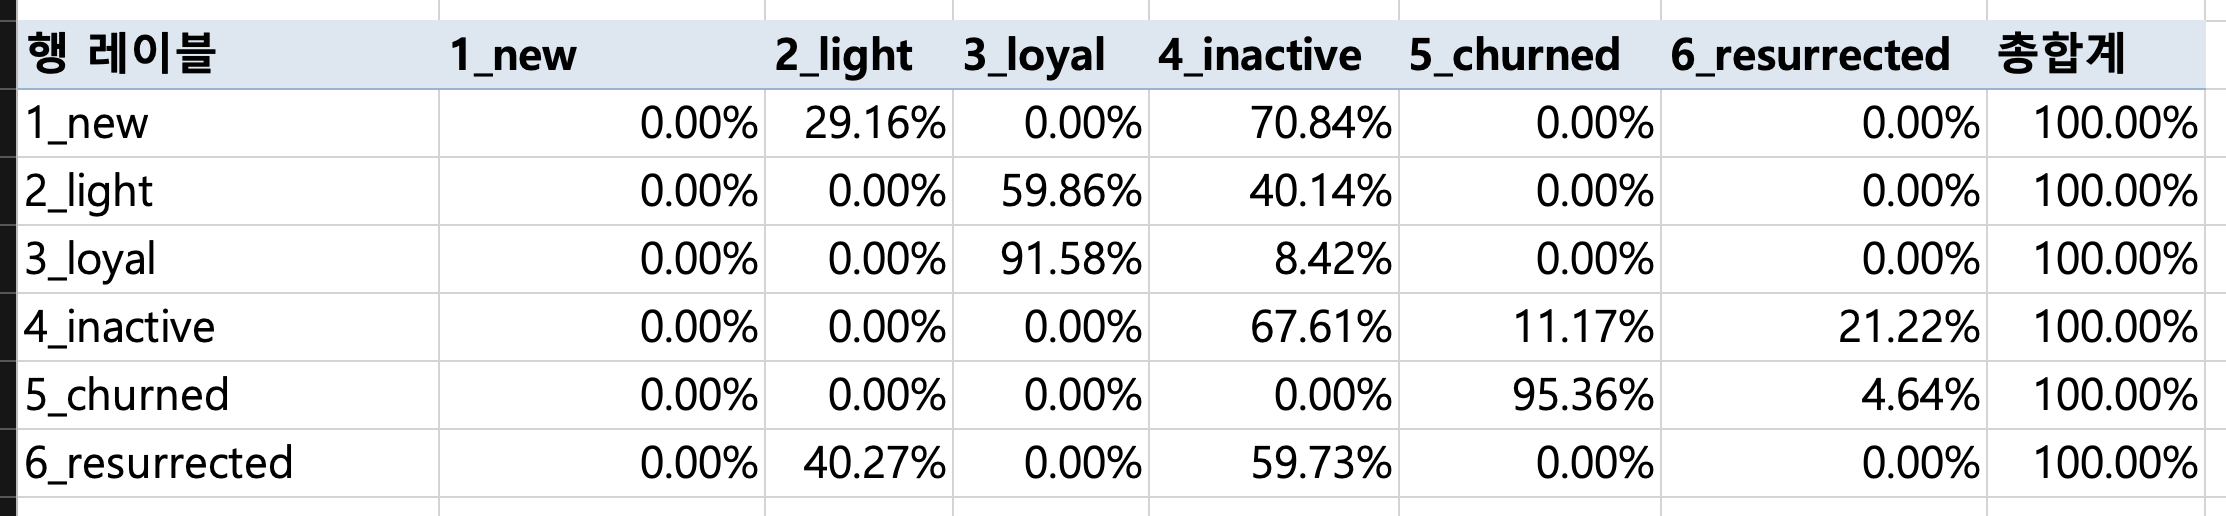 행 레이블 1_new 2_light 3_loyal 4_inactive 5_churned 6_resurrected 총합계
1_new 0.00% 29.16% 0.00% 70.84% 0.00% 0.00% 100.00%
2_light 0.00% 0.00% 59.86% 40.14% 0.00% 0.00% 100.00%
3_loyal 0.00% 0.00% 91.58% 8.42% 0.00% 0.00% 100.00%
4_inactive 0.00% 0.00% 0.00% 67.61% 11.17% 21.22% 100.00%
5_churned 0.00% 0.00% 0.00% 0.00% 95.36% 4.64% 100.00%
6_resurrected 0.00% 40.27% 0.00% 59.73% 0.00% 0.00% 100.00%